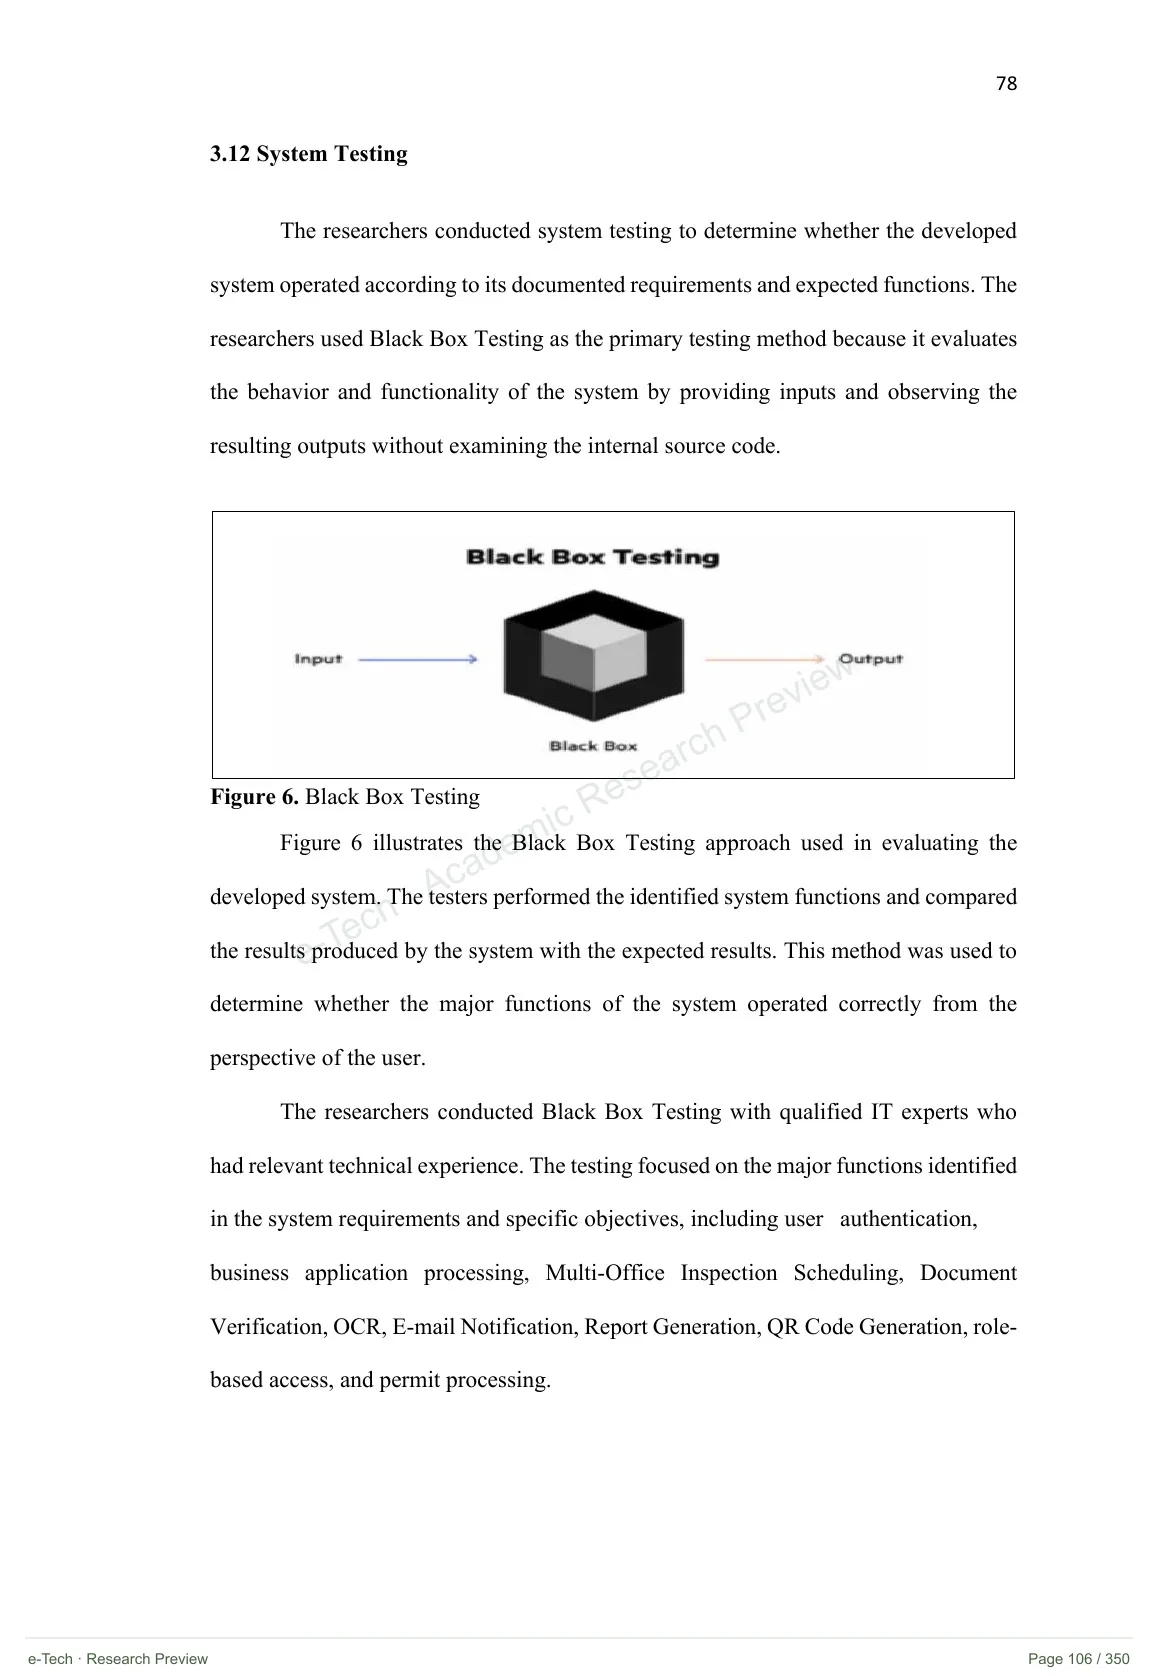 78
3.12 System Testing
The researchers conducted system testing to determine whether the developed
system operated according to its documented requirements and expected functions. The
researchers used Black Box Testing as the primary testing method because it evaluates
the behavior and functionality of the system by providing inputs and observing the
resulting outputs without examining the internal source code.
Black Box Testing
Input
Output
Black Box
Figure 6. Black Box Testing
Figure 6 illustrates the Black Box Testing approach used in evaluating the
developed system. The testers performed the identified system functions and compared
the results produced by the system with the expected results. This method was used to
determine whether the major functions of the system operated correctly from the
perspective of the user.
The researchers conducted Black Box Testing with qualified IT experts who
had relevant technical experience. The testing focused on the major functions identified
in the system requirements and specific objectives, including user authentication,
business application processing, Multi-Office Inspection Scheduling, Document
Verification, OCR, E-mail Notification, Report Generation, QR Code Generation, role-
based access, and permit processing.
e-Tech · Academic Research Preview
e-Tech · Research Preview
Page 106 / 350